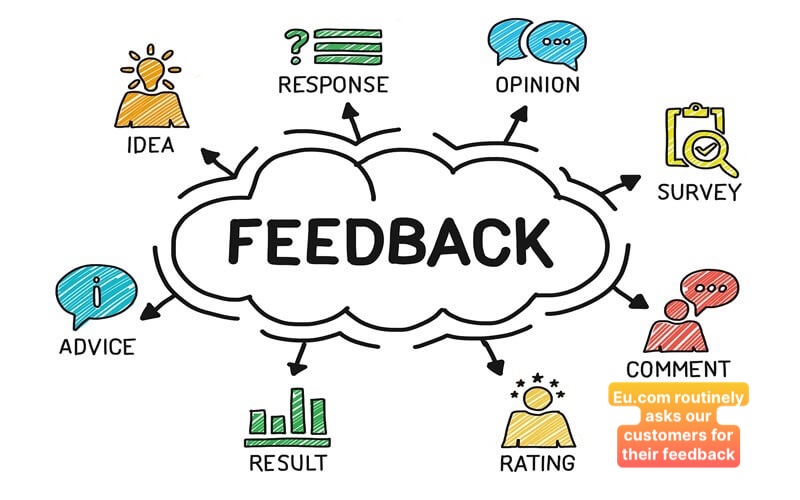 RESPONSE
OPINION
IDEA
SURVEY
FEEDBACK
ADVICE
COMMENT
RESULT
RATING
Eu.com routinely
asks our
customers for
their feedback